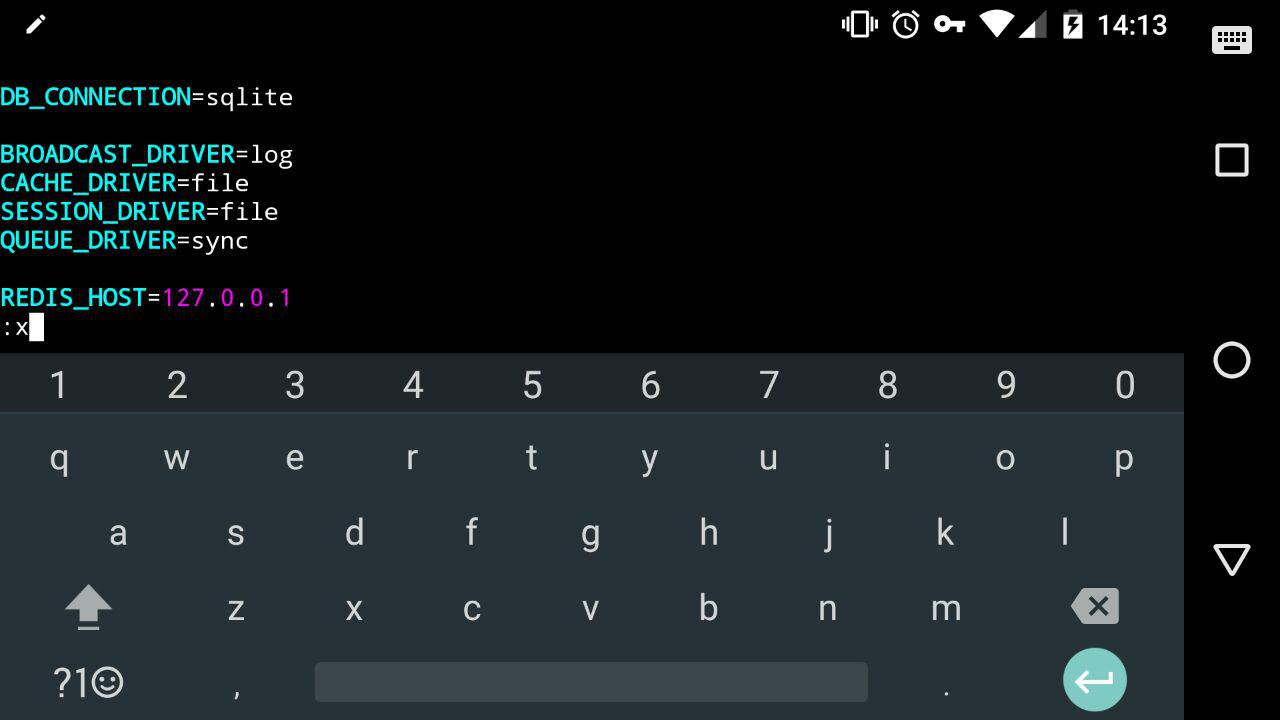 14:13
DB_CONNECTION=sqlite
BROADCAST_DRIVER=log
CACHE_DRIVER=file
SESSION_DRIVER=file
QUEUE_DRIVER=sync
REDIS_HOST=127.0.0.1
:x
1 2 3 4 5 6 7 8 9 0
q w e r t y u i o p
a s d f g h j k l
z x c v b n m
?1☺ , .